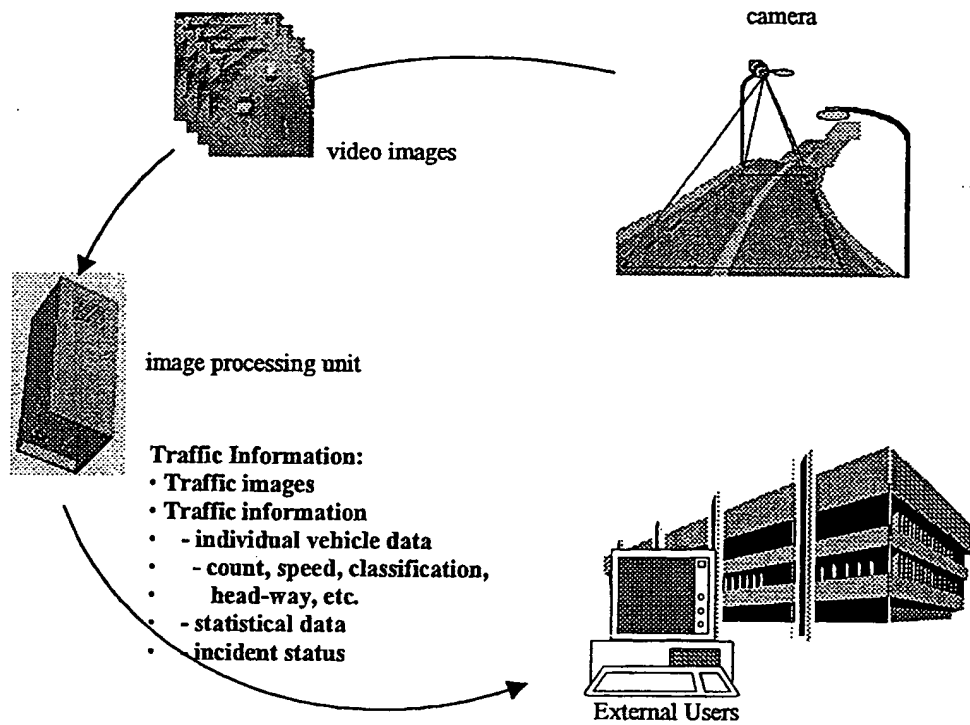 camera
video images
image processing unit
Traffic Information:
· Traffic images
· Traffic information
· - individual vehicle data
· - count, speed, classification,
· head-way, etc.
· - statistical data
· - incident status
External Users